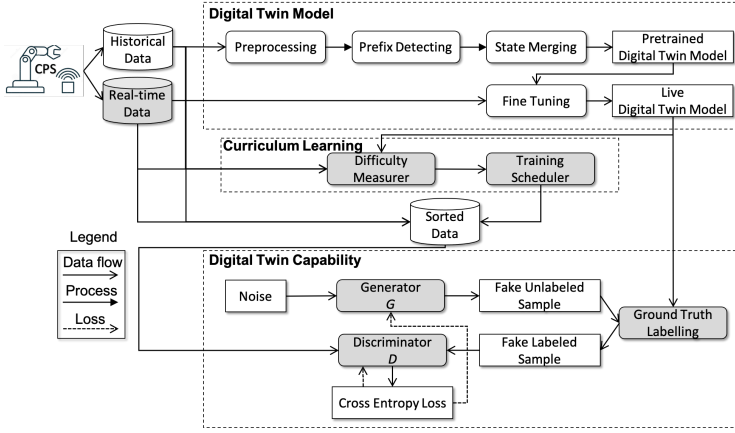 Digital Twin Model
CPS
Historical
Data
Preprocessing
Prefix Detecting
State Merging
Pretrained
Digital Twin Model
Real-time
Data
Fine Tuning
Live
Digital Twin Model
Curriculum Learning
Difficulty
Measurer
Training
Scheduler
Sorted
Data
Legend
Data flow
Process
Loss
Digital Twin Capability
Noise
Generator
G
Fake Unlabeled
Sample
Ground Truth
Labelling
Discriminator
D
Fake Labeled
Sample
Cross Entropy Loss